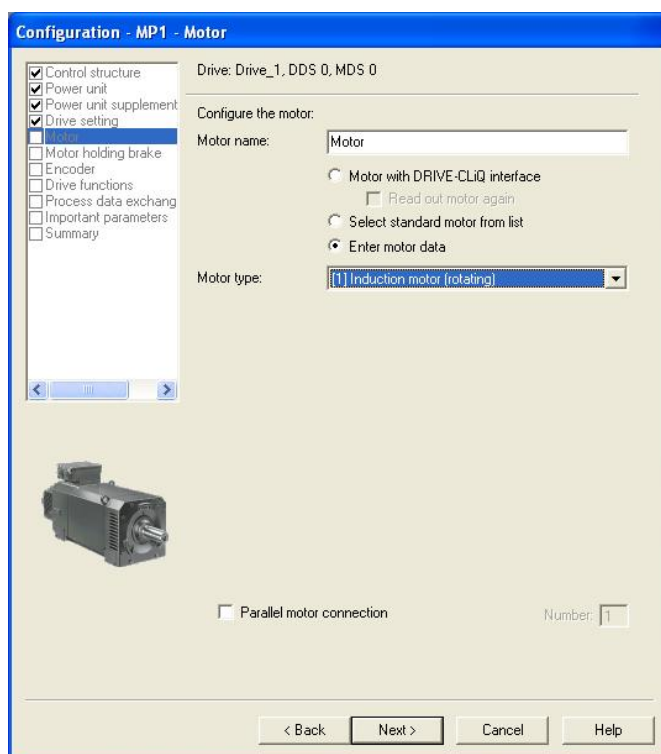 Configuration - MP1 - Motor
Control structure
Power unit
Power unit supplement
Drive setting
Motor
Motor holding brake
Encoder
Drive functions
Process data exchang
Important parameters
Summary
Drive: Drive_1, DDS 0, MDS 0
Configure the motor:
Motor name: Motor
Motor with DRIVE-CLiQ interface
Read out motor again
Select standard motor from list
Enter motor data
Motor type: [1] Induction motor (rotating)
Parallel motor connection Number: 1
< Back Next > Cancel Help